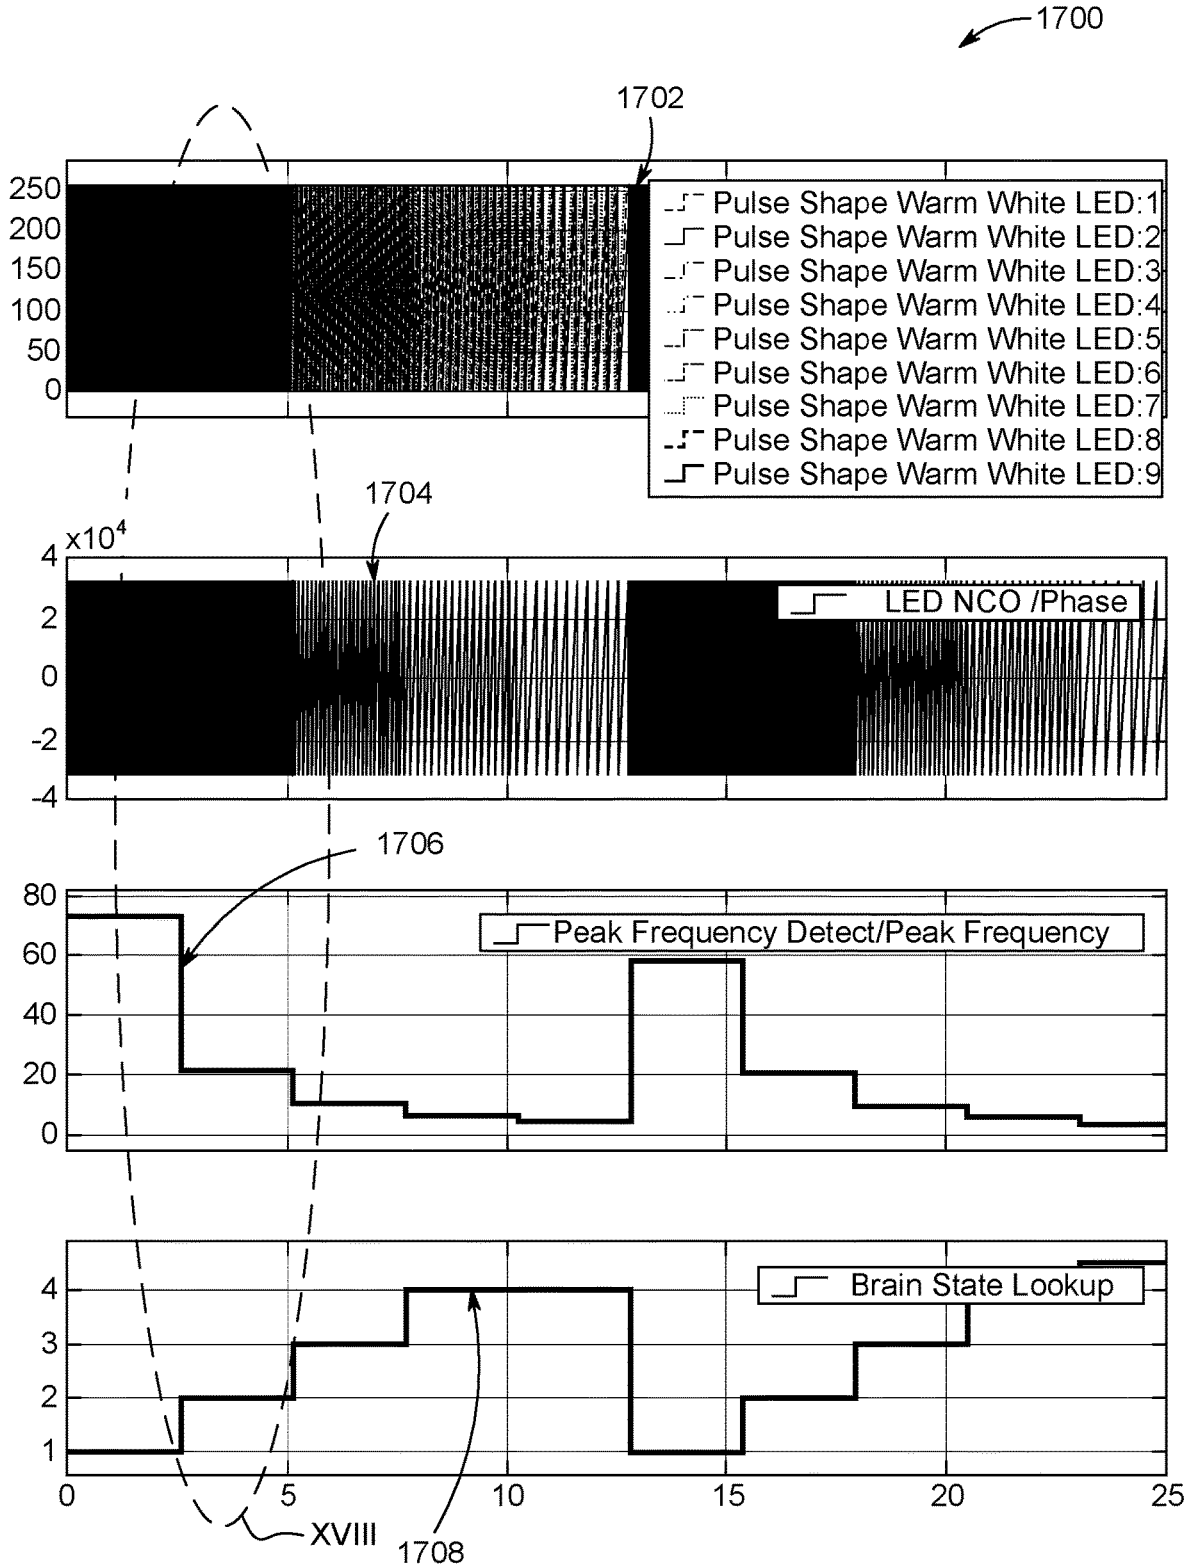 1700
1702
250
200
150
100
50
0
Pulse Shape Warm White LED:1
Pulse Shape Warm White LED:2
Pulse Shape Warm White LED:3
Pulse Shape Warm White LED:4
Pulse Shape Warm White LED:5
Pulse Shape Warm White LED:6
Pulse Shape Warm White LED:7
Pulse Shape Warm White LED:8
Pulse Shape Warm White LED:9
1704
x10⁴
4
2
0
-2
-4
LED NCO /Phase
1706
80
60
40
20
0
Peak Frequency Detect/Peak Frequency
4
3
2
1
Brain State Lookup
0 5 10 15 20 25
XVIII
1708